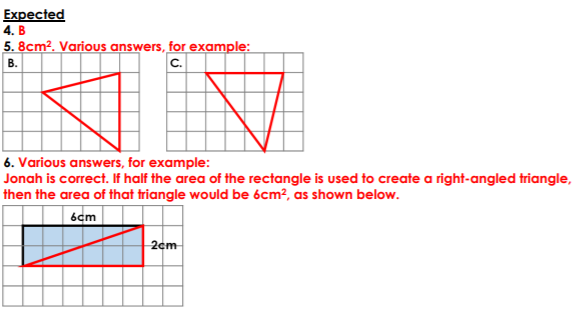 Expected
4. B
5. 8cm². Various answers, for example:
B.
C.
6. Various answers, for example:
Jonah is correct. If half the area of the rectangle is used to create a right-angled triangle,
then the area of that triangle would be 6cm², as shown below.
6cm
2cm